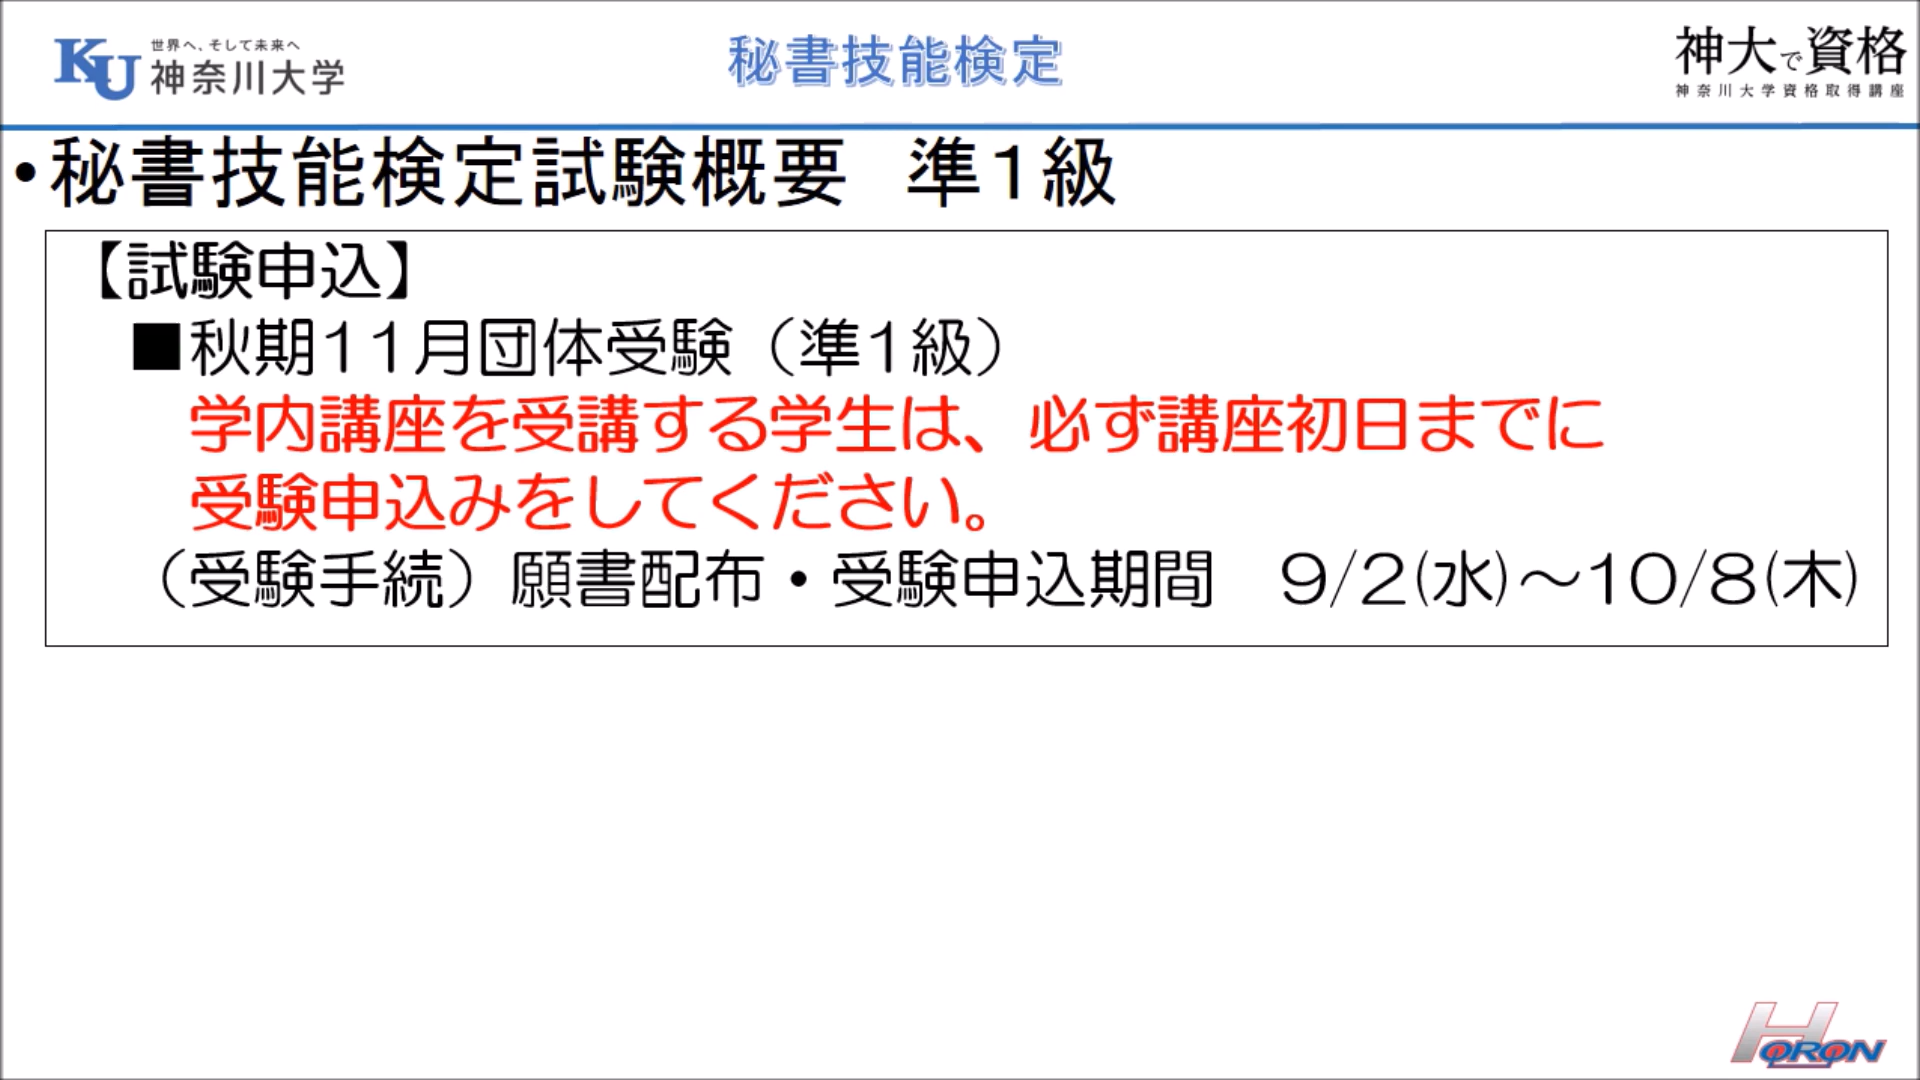 世界へ、そして未来へ
KU 神奈川大学
秘書技能検定
神大で資格
神奈川大学資格取得講座
•秘書技能検定試験概要　準1級
【試験申込】
■秋期11月団体受験（準1級）
学内講座を受講する学生は、必ず講座初日までに
受験申込みをしてください。
（受験手続）願書配布・受験申込期間　9/2(水)～10/8(木)
HORON